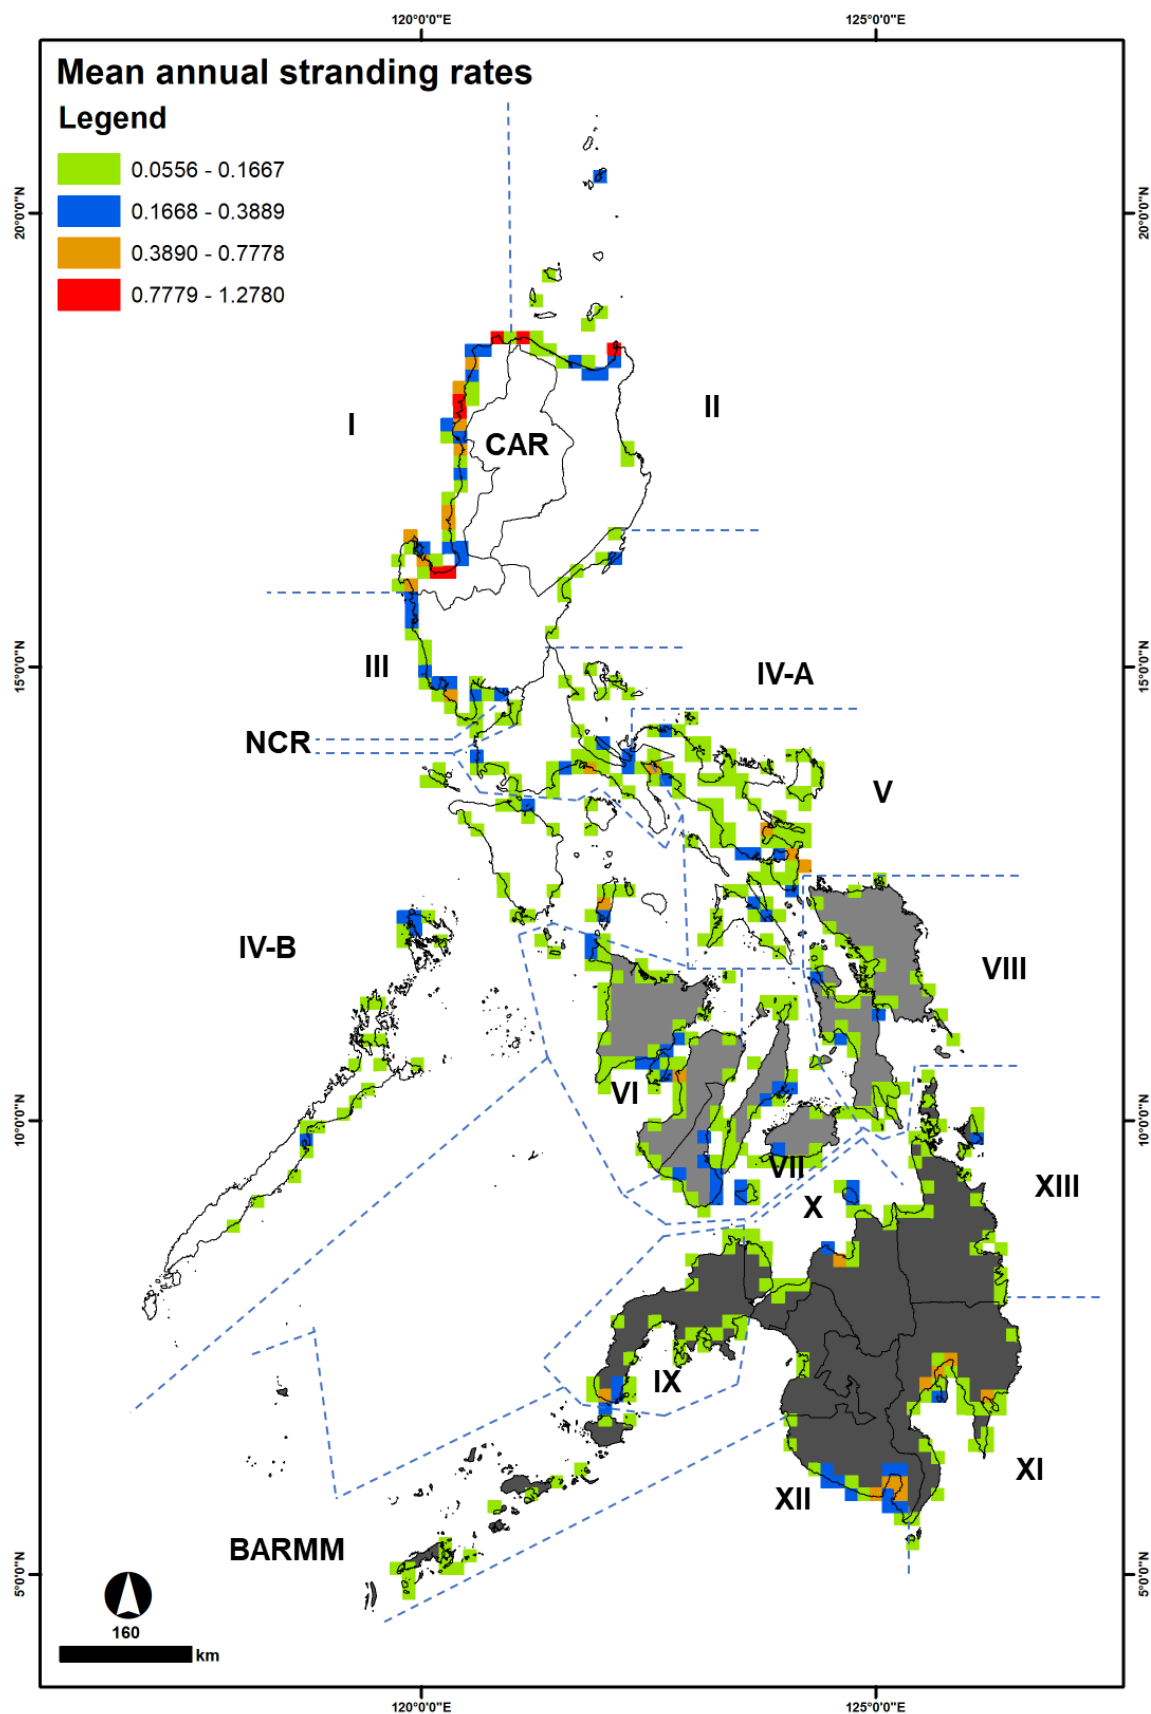 120°0'0"E
125°0'0"E
Mean annual stranding rates
Legend
0.0556 - 0.1667
0.1668 - 0.3889
0.3890 - 0.7778
0.7779 - 1.2780
20°0'0"N
20°0'0"N
I
II
CAR
15°0'0"N
III
IV-A
15°0'0"N
NCR
V
IV-B
VIII
VI
10°0'0"N
10°0'0"N
VII
XIII
X
IX
XI
XII
BARMM
5°0'0"N
5°0'0"N
160
km
120°0'0"E
125°0'0"E